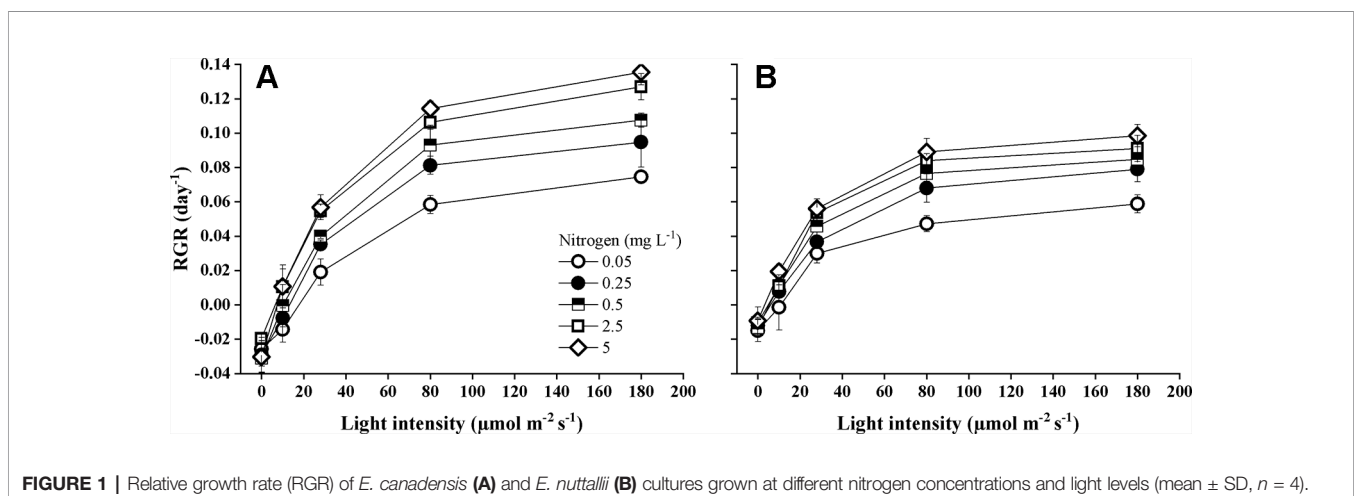 A
B
0.14
0.12
0.10
0.08
0.06
0.04
0.02
0.00
-0.02
-0.04
RGR (day-1)
Nitrogen (mg L-1)
0.05
0.25
0.5
2.5
5
0 20 40 60 80 100 120 140 160 180 200
0 20 40 60 80 100 120 140 160 180 200
Light intensity (μmol m-2 s-1)
Light intensity (μmol m-2 s-1)
FIGURE 1 | Relative growth rate (RGR) of E. canadensis (A) and E. nuttallii (B) cultures grown at different nitrogen concentrations and light levels (mean ± SD, n = 4).